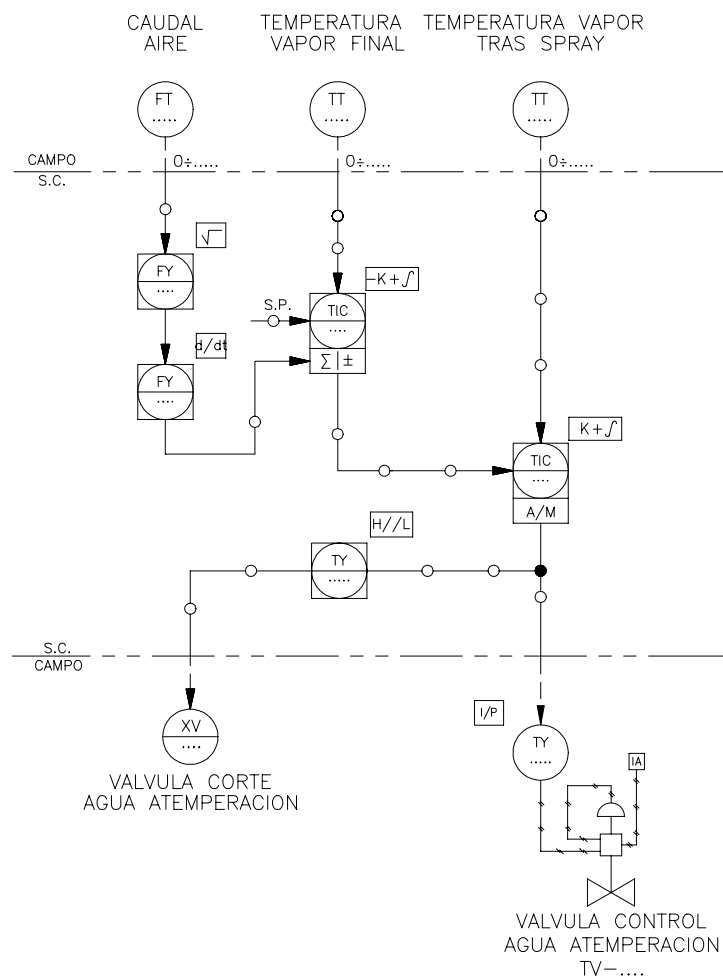 CAUDAL
AIRE
TEMPERATURA
VAPOR FINAL
TEMPERATURA VAPOR
TRAS SPRAY
FT
.....
TT
.....
TT
.....
CAMPO
S.C.
0÷.....
0÷.....
0÷.....
√
FY
....
d/dt
FY
....
-K+∫
S.P.
TIC
....
∑|±
K+∫
TIC
....
A/M
H//L
TY
.....
S.C.
CAMPO
XV
....
VALVULA CORTE
AGUA ATEMPERACION
I/P
TY
.....
IA
VALVULA CONTROL
AGUA ATEMPERACION
TV-....